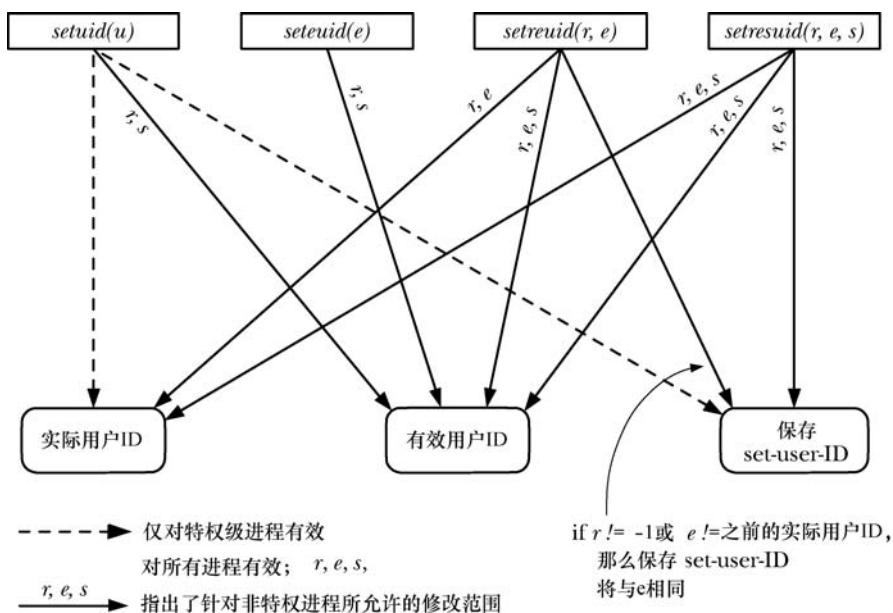 setuid(u)
seteuid(e)
setreuid(r, e)
setresuid(r, e, s)
r, s
r, s
r, e
r, e, s
r, e, s
r, e, s
r, e, s
实际用户ID
有效用户ID
保存
set-user-ID
仅对特权级进程有效
对所有进程有效； r, e, s,
r, e, s
指出了针对非特权进程所允许的修改范围
if r != -1或 e !=之前的实际用户ID，
那么保存 set-user-ID
将与e相同